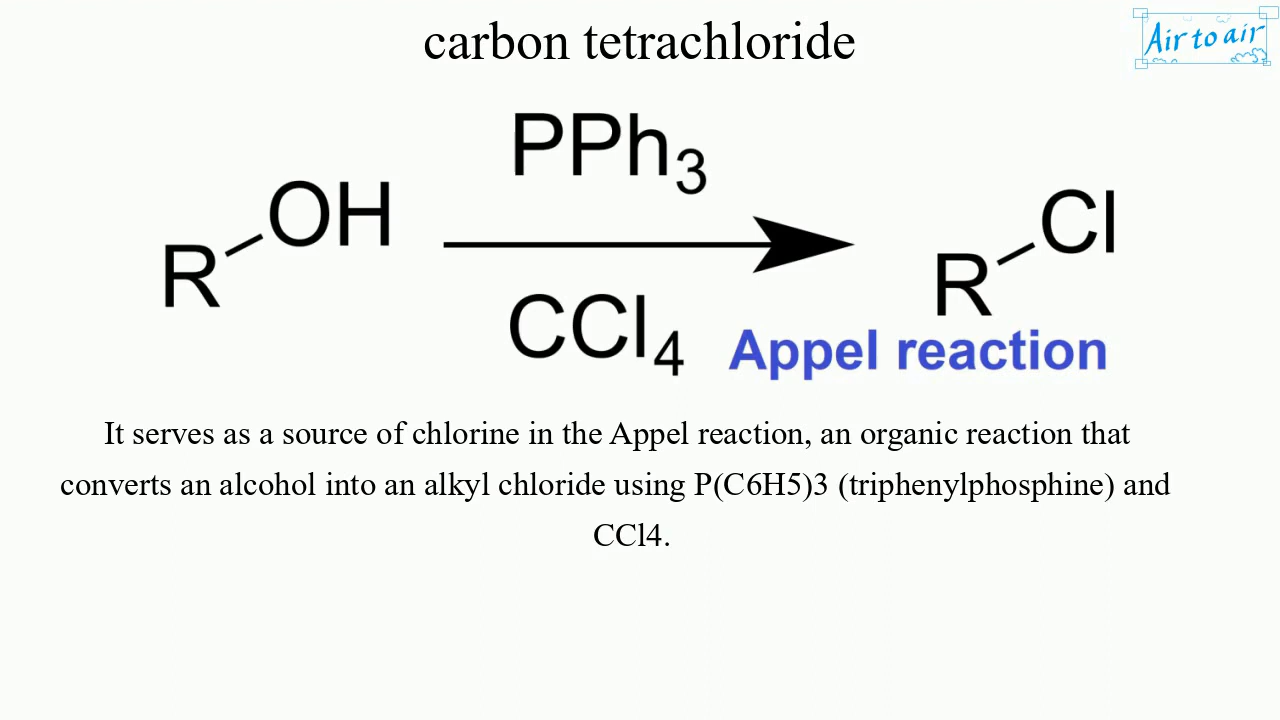 carbon tetrachloride
Air to air
PPh3
R-OH
R-Cl
CCl4
Appel reaction
It serves as a source of chlorine in the Appel reaction, an organic reaction that
converts an alcohol into an alkyl chloride using P(C6H5)3 (triphenylphosphine) and
CCl4.